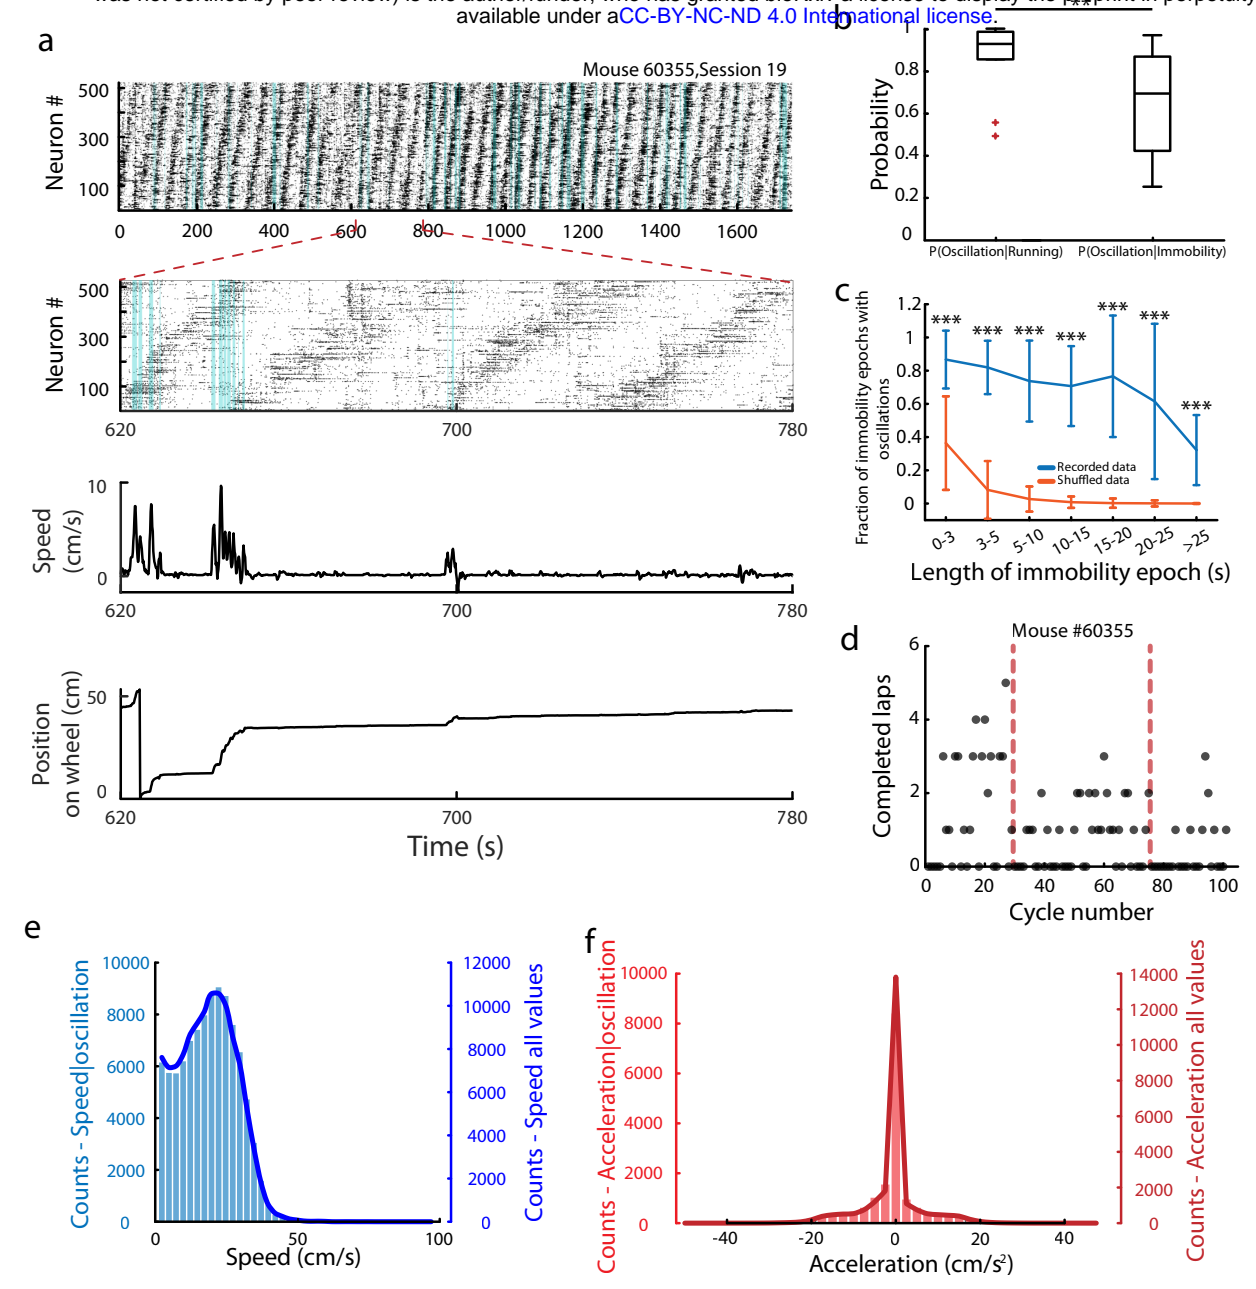 available under aCC-BY-NC-ND 4.0 International license.
a
Mouse 60355,Session 19
Neuron #
500
300
100
0 200 400 600 800 1000 1200 1400 1600
Neuron #
500
300
100
620 700 780
Speed
(cm/s)
10
0
620 700 780
Position
on wheel (cm)
50
0
620 700 780
Time (s)
b
**
Probability
1
0.8
0.6
0.4
0.2
0
P(Oscillation|Running) P(Oscillation|Immobility)
c
Fraction of immobility epochs with
oscillations
1.2
1
0.8
0.6
0.4
0.2
0
*** *** *** *** *** *** ***
Recorded data
Shuffled data
0-3 3-5 5-10 10-15 15-20 20-25 >25
Length of immobility epoch (s)
d
Mouse #60355
Completed laps
6
4
2
0
0 20 40 60 80 100
Cycle number
e
Counts - Speed|oscillation
10000
8000
6000
4000
2000
0
Counts - Speed all values
12000
10000
8000
6000
4000
2000
0
0 50 100
Speed (cm/s)
f
Counts - Acceleration|oscillation
10000
8000
6000
4000
2000
0
Counts - Acceleration all values
14000
12000
10000
8000
6000
4000
2000
0
-40 -20 0 20 40
Acceleration (cm/s²)